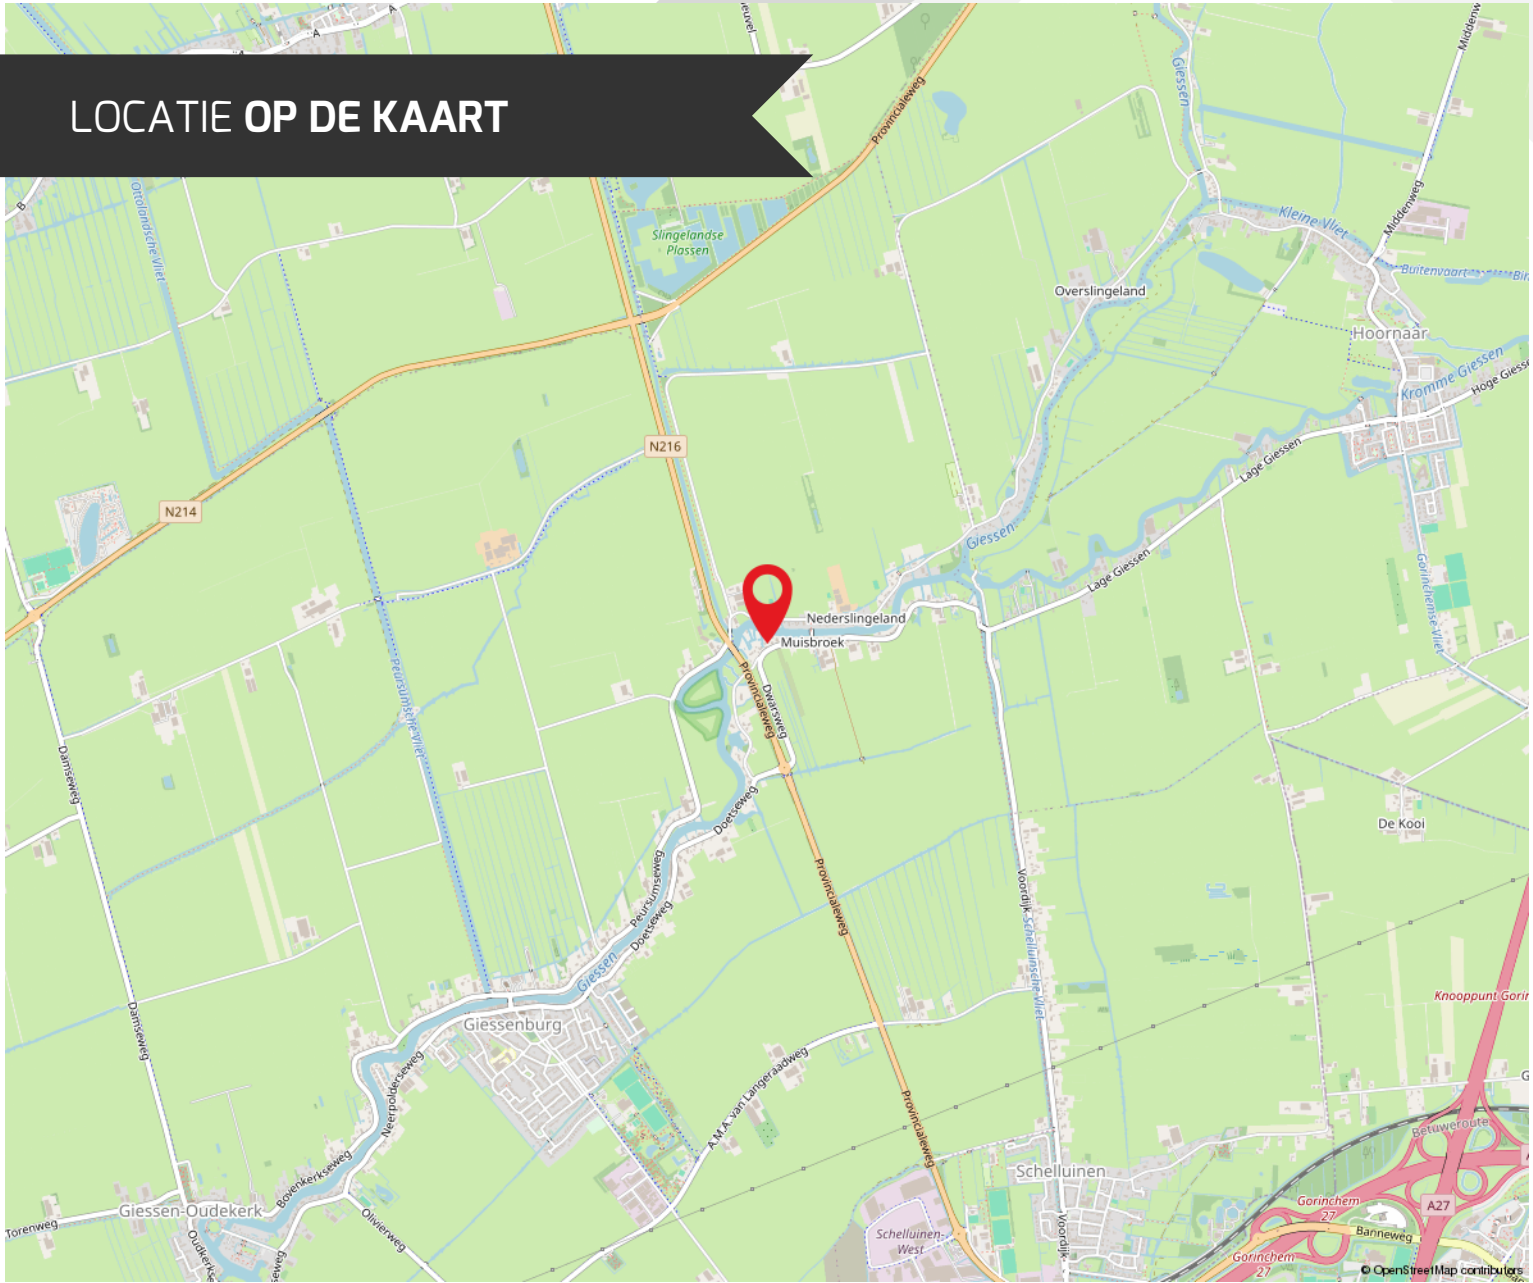 LOCATIE OP DE KAART
A
A
A
B
Ottolandsche Vliet
Provincialeweg
Giessen
Middenweg
Kleine Vliet
Buitenvaart
Slingelandse
Plassen
Overslingeland
Hoornaar
Kromme Giessen
Hoge Giesse
N216
Lage Giessen
N214
Giessen
Lage Giessen
Gorinchemse Vliet
Nederslingeland
Muisbroek
Peursumsche Vliet
Provincialeweg
Dwarsweg
Damseweg
Doetseweg
De Kooi
Peursumseweg
Provincialeweg
Voordijk
Doetseweg
Schelluinsche Vliet
Giessen
Knooppunt Gorin
Giessenburg
Damseweg
Neerpolderseweg
A.M.A. van Langeraadweg
Provincialeweg
Betuweroute
Bovenkerkseweg
Schelluinen
Giessen-Oudekerk
Gorinchem
27
A27
Torenweg
Olivierweg
Voordijk
Schelluinen-
West
Banneweg
Gorinchem
27
© OpenStreetMap contributors